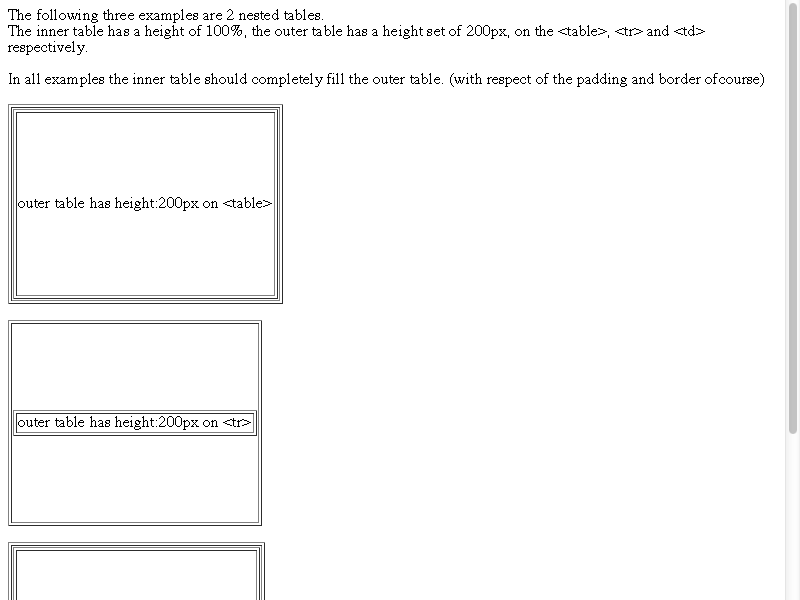 The following three examples are 2 nested tables.
The inner table has a height of 100%, the outer table has a height set of 200px, on the <table>, <tr> and <td>
respectively.
In all examples the inner table should completely fill the outer table. (with respect of the padding and border ofcourse)
outer table has height:200px on <table>
outer table has height:200px on <tr>